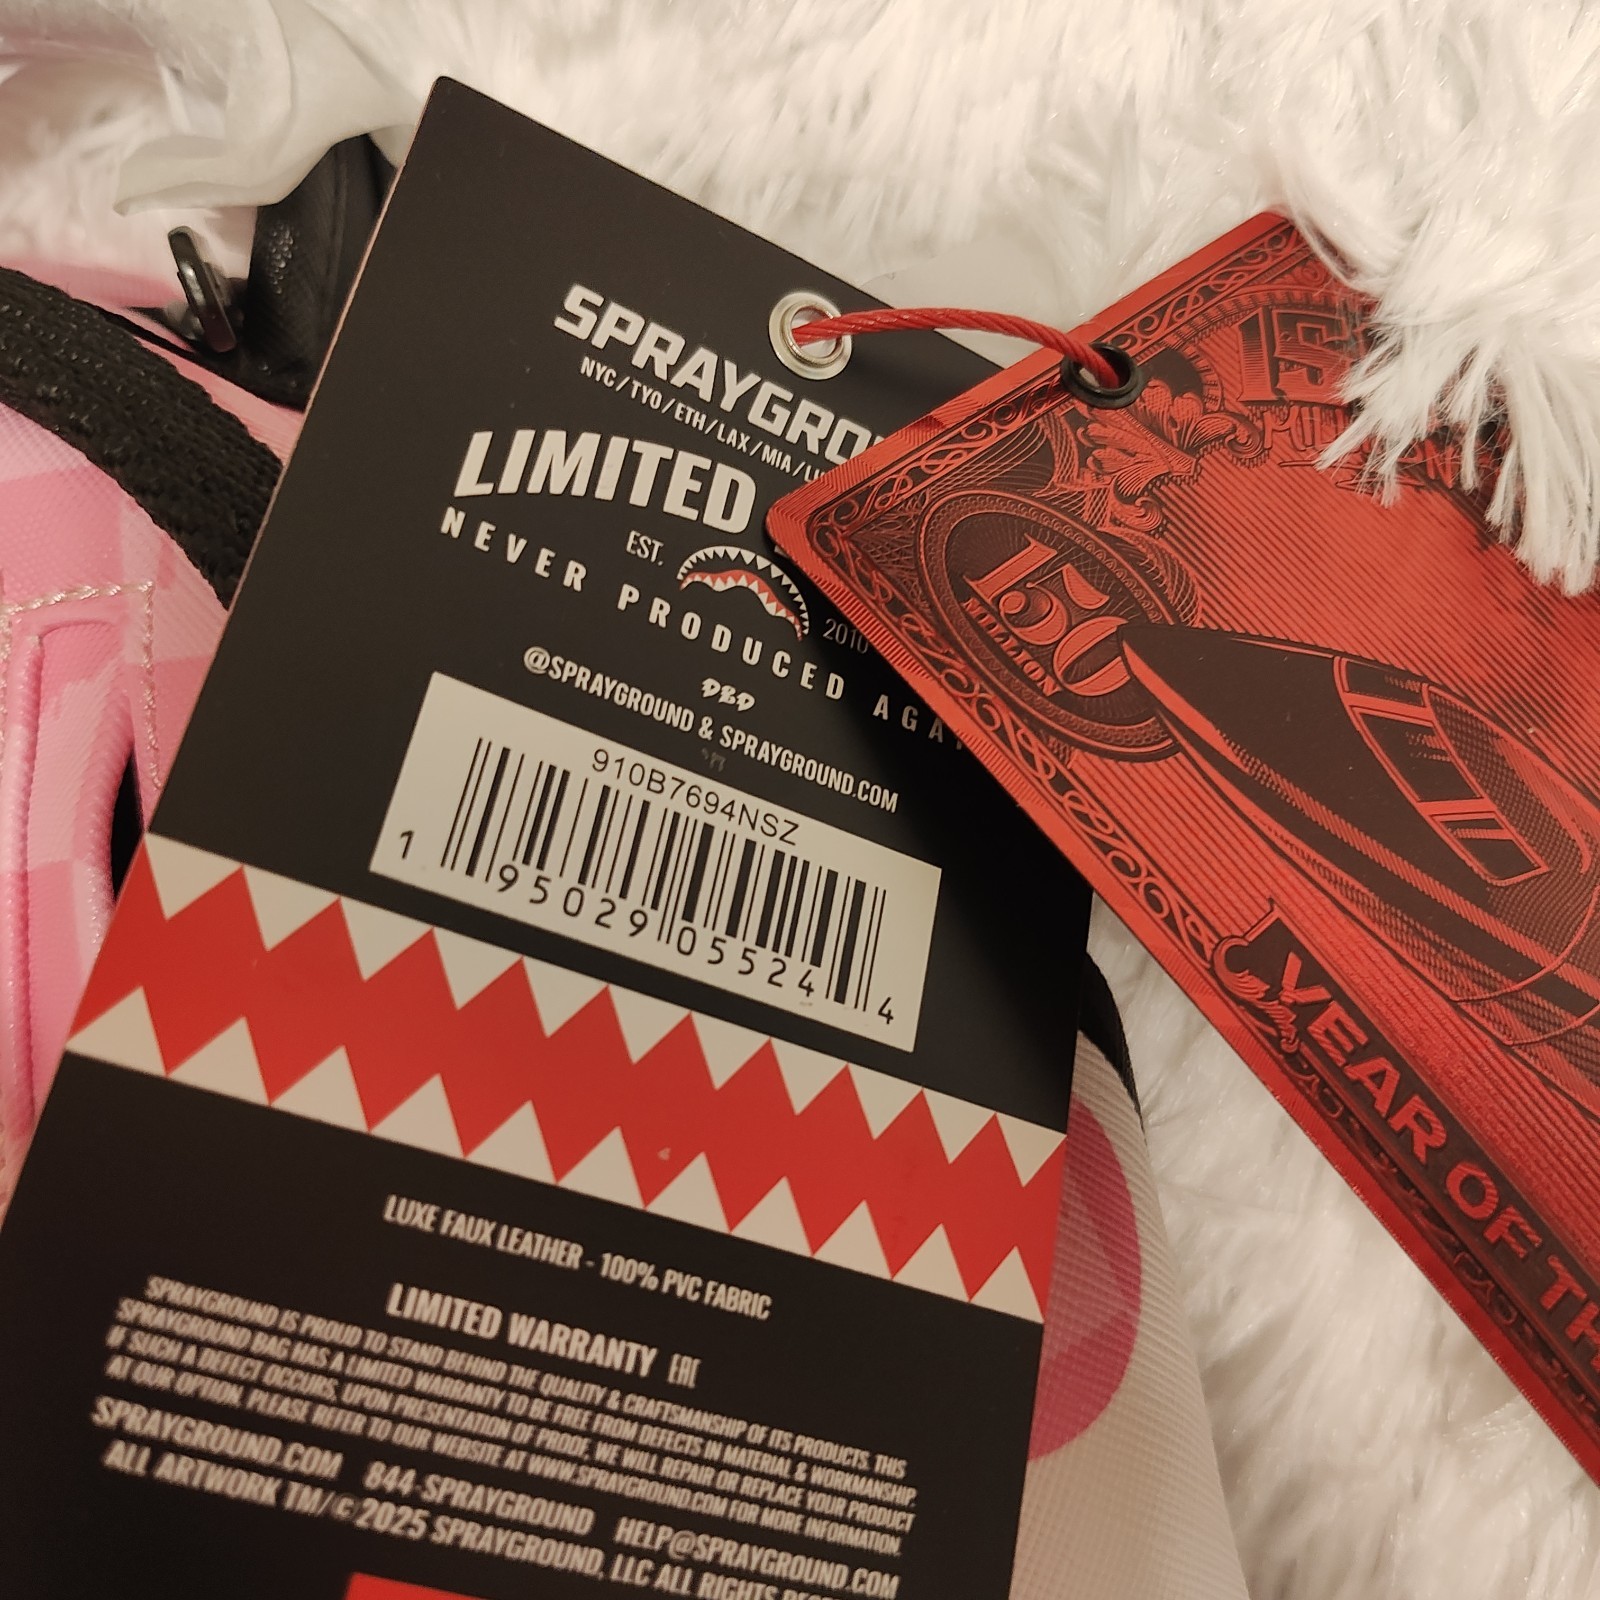 SPRAYGRO
NYC/TYO/ETH/LAX/MIA/
LIMITED
EST.
2010
NEVER PRODUCED AGA
DBD
@SPRAYGROUND & SPRAYGROUND.COM
910B7694NSZ
1 95029 05524 4
LUXE FAUX LEATHER - 100% PVC FABRIC
LIMITED WARRANTY EAC
SPRAYGROUND IS PROUD TO STAND BEHIND THE QUALITY & CRAFTSMANSHIP OF ITS PRODUCTS. THIS
SPRAYGROUND BAG HAS A LIMITED WARRANTY TO BE FREE FROM DEFECTS IN MATERIAL & WORKMANSHIP.
IF SUCH A DEFECT OCCURS, UPON PRESENTATION OF PROOF, WE WILL REPAIR OR REPLACE YOUR PRODUCT
AT OUR OPTION. PLEASE REFER TO OUR WEBSITE AT WWW.SPRAYGROUND.COM FOR MORE INFORMATION.
SPRAYGROUND.COM 844-SPRAYGROUND HELP@SPRAYGROUND.COM
ALL ARTWORK TM/© 2025 SPRAYGROUND, LLC ALL RIGHTS
150
MILLION
YEAR OF TH